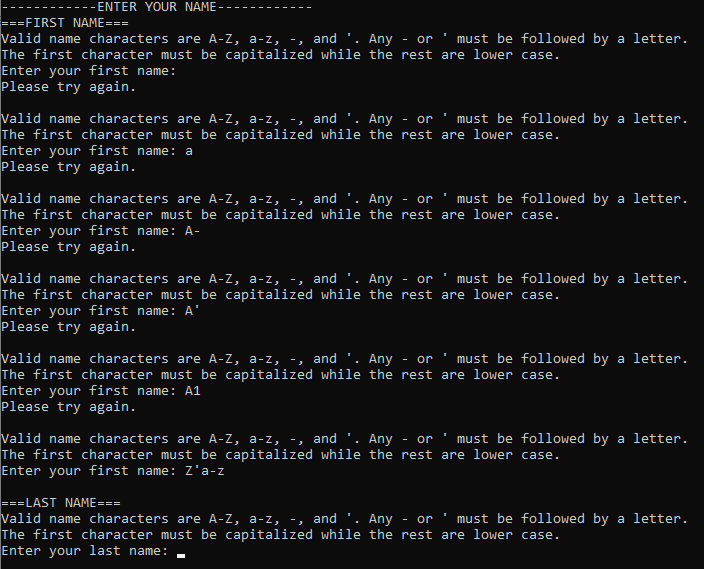 ------------ENTER YOUR NAME------------
===FIRST NAME===
Valid name characters are A-Z, a-z, -, and '. Any - or ' must be followed by a letter.
The first character must be capitalized while the rest are lower case.
Enter your first name:
Please try again.

Valid name characters are A-Z, a-z, -, and '. Any - or ' must be followed by a letter.
The first character must be capitalized while the rest are lower case.
Enter your first name: a
Please try again.

Valid name characters are A-Z, a-z, -, and '. Any - or ' must be followed by a letter.
The first character must be capitalized while the rest are lower case.
Enter your first name: A-
Please try again.

Valid name characters are A-Z, a-z, -, and '. Any - or ' must be followed by a letter.
The first character must be capitalized while the rest are lower case.
Enter your first name: A'
Please try again.

Valid name characters are A-Z, a-z, -, and '. Any - or ' must be followed by a letter.
The first character must be capitalized while the rest are lower case.
Enter your first name: A1
Please try again.

Valid name characters are A-Z, a-z, -, and '. Any - or ' must be followed by a letter.
The first character must be capitalized while the rest are lower case.
Enter your first name: Z'a-z

===LAST NAME===
Valid name characters are A-Z, a-z, -, and '. Any - or ' must be followed by a letter.
The first character must be capitalized while the rest are lower case.
Enter your last name: